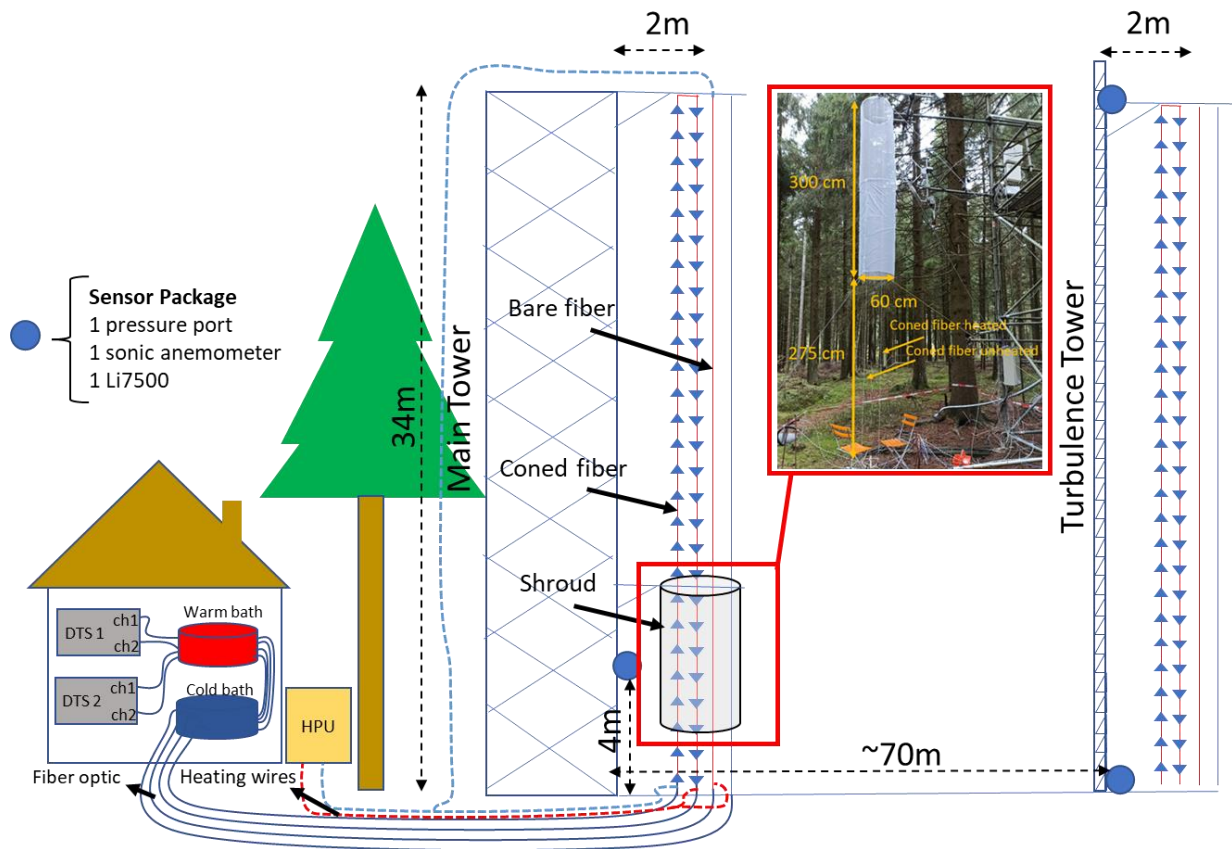 2m
2m
Sensor Package
1 pressure port
1 sonic anemometer
1 Li7500
34m
Main Tower
Bare fiber
Coned fiber
Shroud
300 cm
60 cm
Coned fiber heated
275 cm
Coned fiber unheated
Turbulence Tower
Warm bath
DTS 1
ch1
ch2
Cold bath
DTS 2
ch1
ch2
HPU
4m
~70m
Fiber optic
Heating wires